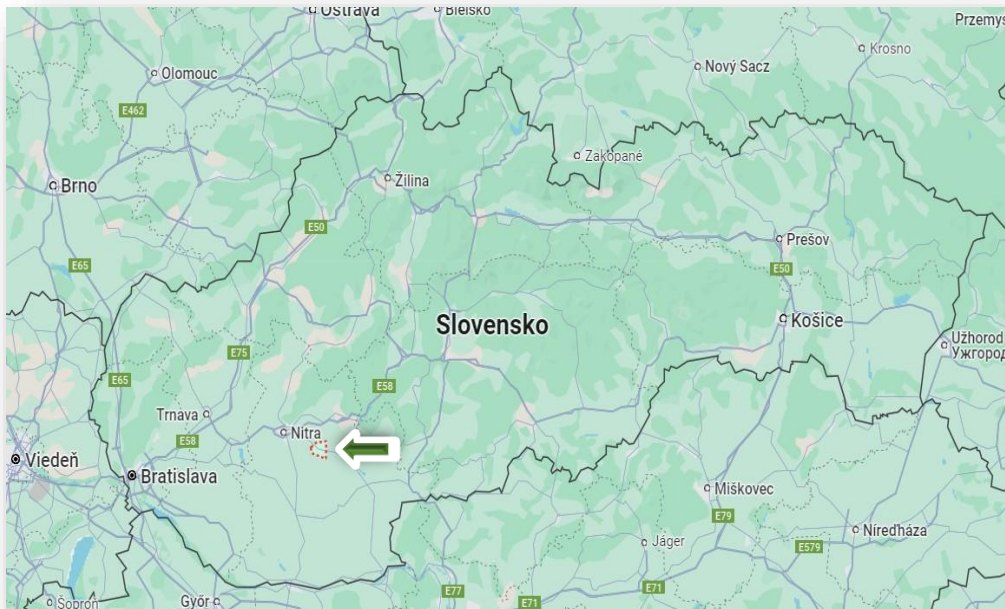 Ostrava
Bielsko
Przemyś
Krosno
Olomouc
Nový Sacz
E462
Zakopané
Brno
Žilina
E50
Prešov
E65
E50
Slovensko
Košice
Užhorod
Ужгород
E75
E65
E58
Trnava
Nitra
E58
Viedeň
Bratislava
Miškovec
E79
Níreďháza
Jáger
E579
E77
E71
E71
Šoproň
Győr